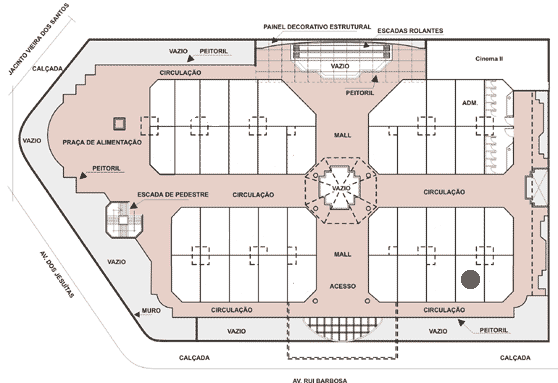 PAINEL DECORATIVO ESTRUTURAL
ESCADAS ROLANTES
JACINTO VIEIRA DOS SANTOS
CALÇADA
VAZIO
PEITORIL
VAZIO
Cinema II
CIRCULAÇÃO
PEITORIL
ADM.
MALL
VAZIO
PRAÇA DE ALIMENTAÇÃO
PEITORIL
ESCADA DE PEDESTRE
CIRCULAÇÃO
VAZIO
CIRCULAÇÃO
VAZIO
MALL
AV. DOS JESUÍTAS
ACESSO
MURO
CIRCULAÇÃO
CIRCULAÇÃO
VAZIO
VAZIO
PEITORIL
CALÇADA
CALÇADA
AV. RUI BARBOSA